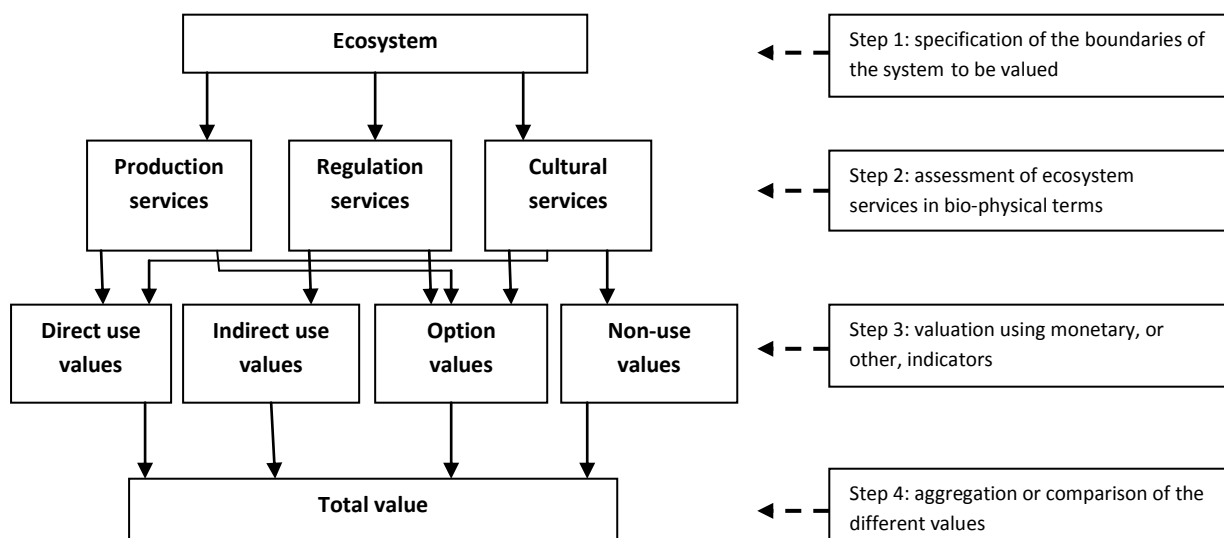 Ecosystem
Step 1: specification of the boundaries of
the system to be valued
Production
services
Regulation
services
Cultural
services
Step 2: assessment of ecosystem
services in bio-physical terms
Direct use
values
Indirect use
values
Option
values
Non-use
values
Step 3: valuation using monetary, or
other, indicators
Total value
Step 4: aggregation or comparison of the
different values